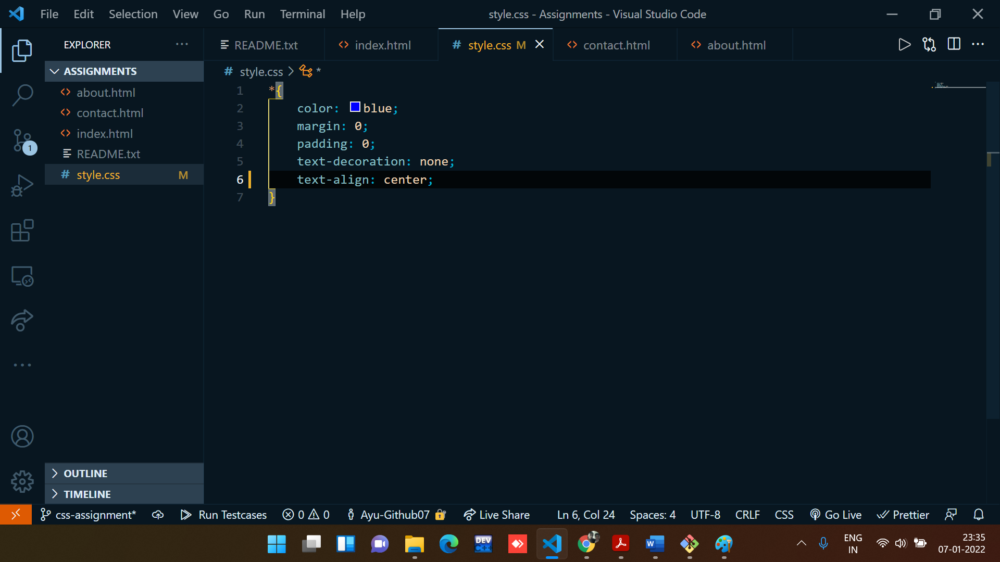 File Edit Selection View Go Run Terminal Help style.css - Assignments - Visual Studio Code
EXPLORER
README.txt index.html style.css M contact.html about.html
ASSIGNMENTS
about.html
contact.html
index.html
README.txt
style.css M
1
style.css > *
1 *{
2 color: blue;
3 margin: 0;
4 padding: 0;
5 text-decoration: none;
6 text-align: center;
7 }
OUTLINE
TIMELINE
css-assignment* Run Testcases 0 0 Ayu-Github07 Live Share Ln 6, Col 24 Spaces: 4 UTF-8 CRLF CSS Go Live Prettier
DEV
C++
W
ENG
IN
23:35
07-01-2022